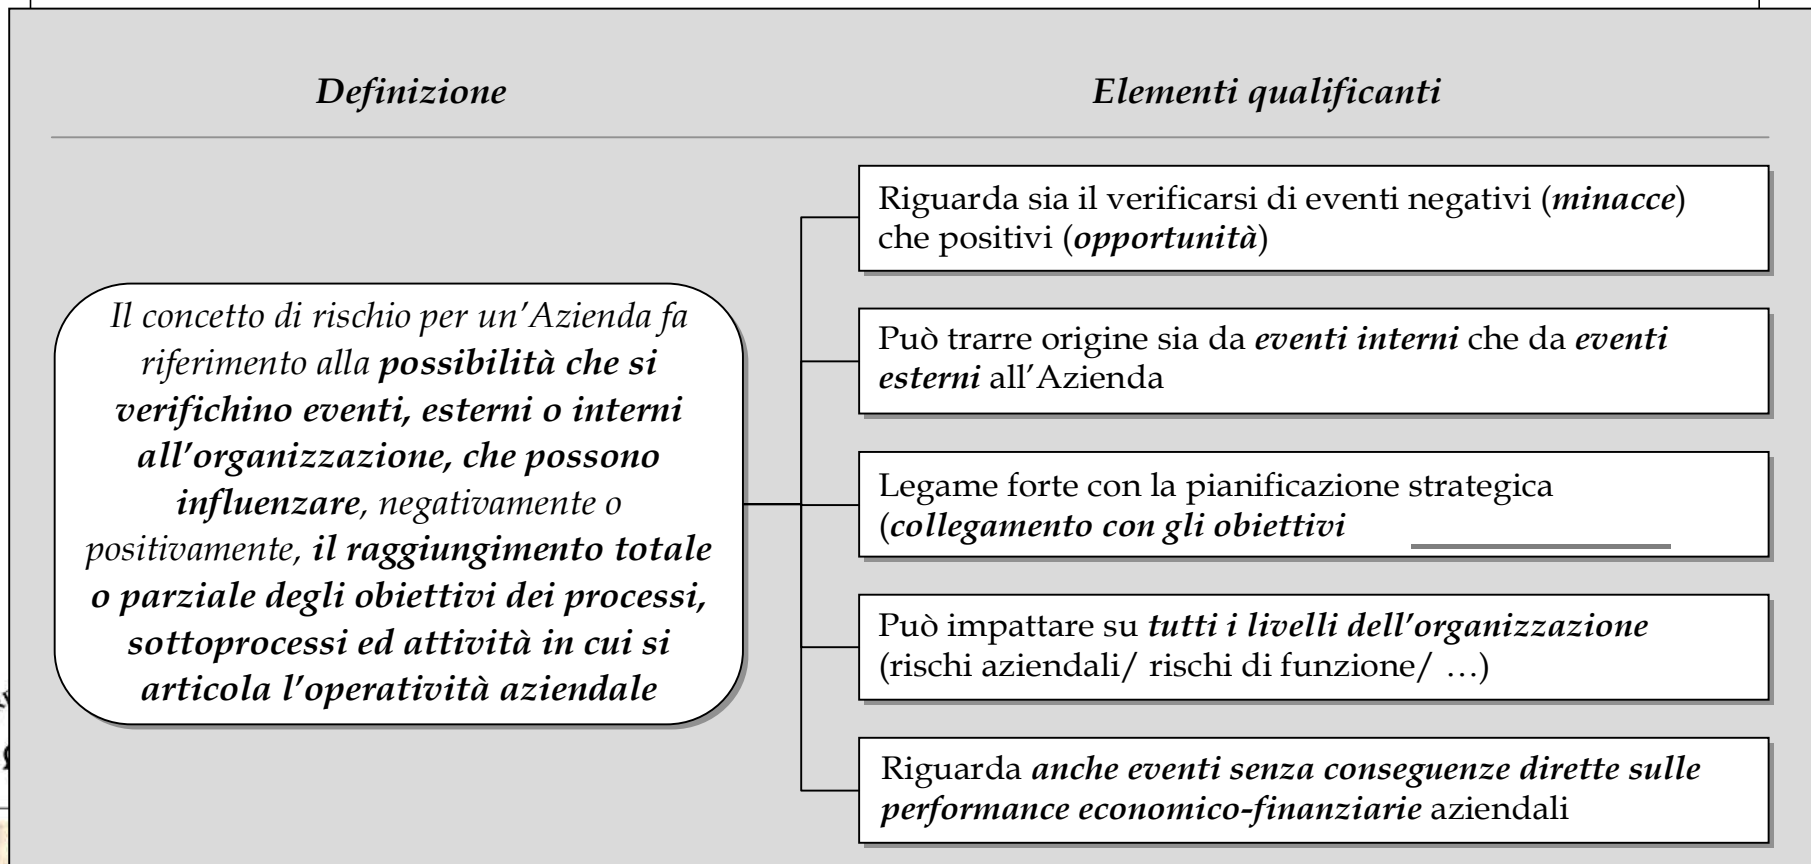 Definizione
Elementi qualificanti
Il concetto di rischio per un'Azienda fa
riferimento alla possibilità che si
verifichino eventi, esterni o interni
all'organizzazione, che possono
influenzare, negativamente o
positivamente, il raggiungimento totale
o parziale degli obiettivi dei processi,
sottoprocessi ed attività in cui si
articola l'operatività aziendale
Riguarda sia il verificarsi di eventi negativi (minacce)
che positivi (opportunità)
Può trarre origine sia da eventi interni che da eventi
esterni all'Azienda
Legame forte con la pianificazione strategica
(collegamento con gli obiettivi
Può impattare su tutti i livelli dell'organizzazione
(rischi aziendali/ rischi di funzione/ …)
Riguarda anche eventi senza conseguenze dirette sulle
performance economico-finanziarie aziendali